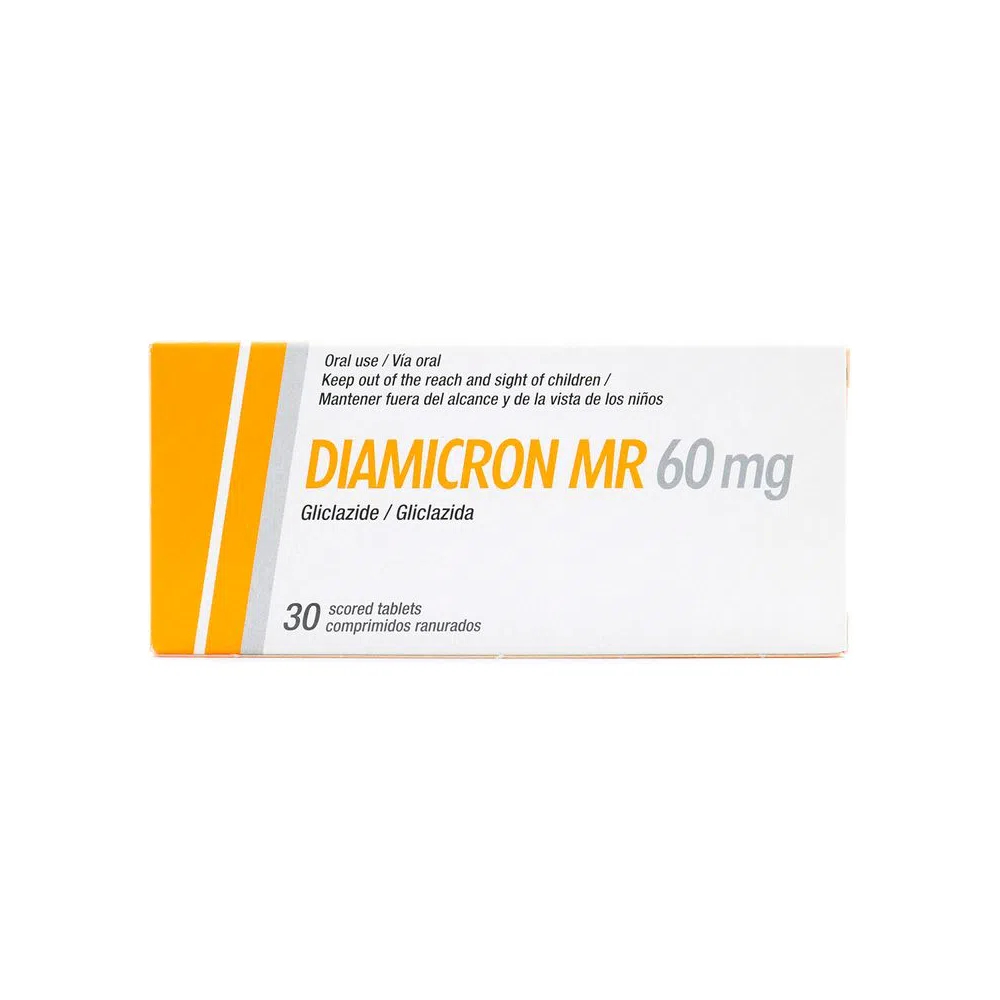 Oral use / Vía oral
Keep out of the reach and sight of children /
Mantener fuera del alcance y de la vista de los niños
DIAMICRON MR 60 mg
Gliclazide / Gliclazida
30 scored tablets
comprimidos ranurados